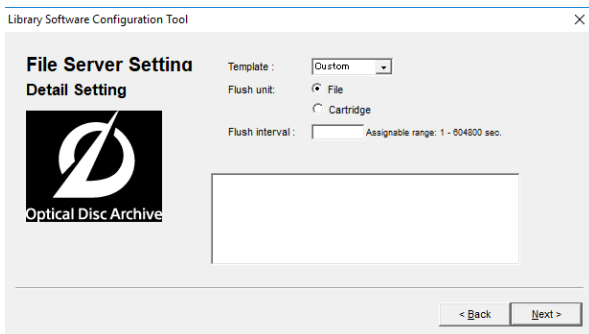 Library Software Configuration Tool
File Server Setting
Detail Setting
Template : Custom
Flush unit: File
Cartridge
Flush interval : Assignable range: 1 - 604800 sec.
Optical Disc Archive
< Back Next >